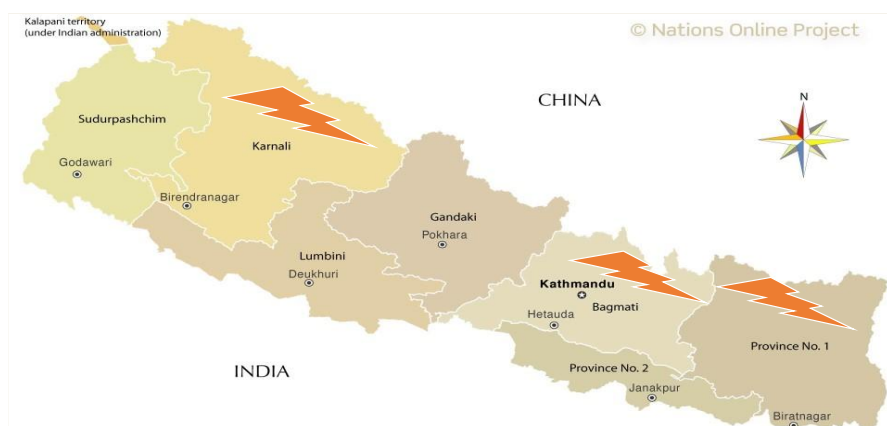 Kalapani territory
(under Indian administration)
© Nations Online Project
N
CHINA
Sudurpashchim
Karnali
Godawari
Birendranagar
Gandaki
Pokhara
Lumbini
Deukhuri
Kathmandu
Bagmati
Hetauda
Province No. 1
INDIA
Province No. 2
Janakpur
Biratnagar